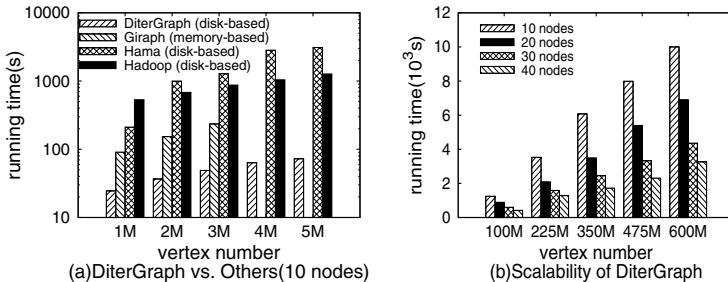 10000
1000
100
10
running time(s)
DiterGraph (disk-based)
Giraph (memory-based)
Hama (disk-based)
Hadoop (disk-based)
1M 2M 3M 4M 5M
vertex number
(a)DiterGraph vs. Others(10 nodes)
12
10
8
6
4
2
0
running time(10³s)
10 nodes
20 nodes
30 nodes
40 nodes
100M 225M 350M 475M 600M
vertex number
(b)Scalability of DiterGraph